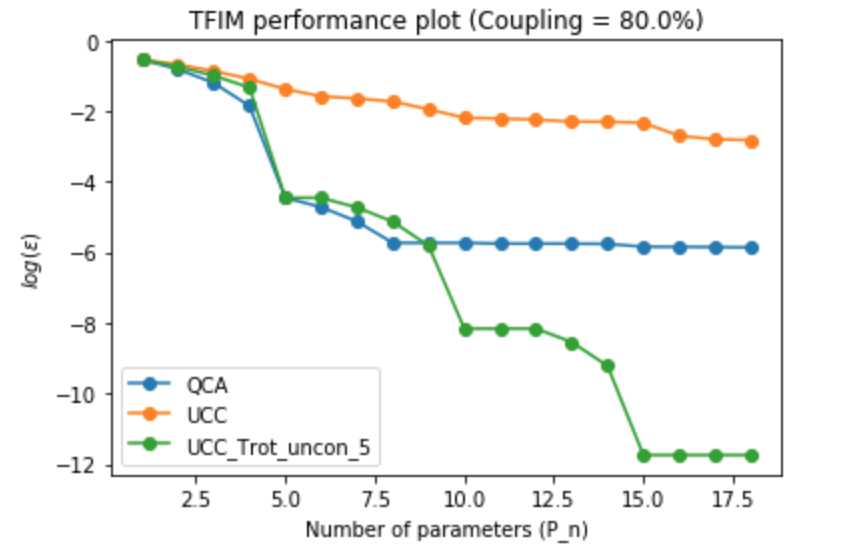 TFIM performance plot (Coupling = 80.0%)
0
−2
−4
−6
−8
−10
−12
log(ε)
QCA
UCC
UCC_Trot_uncon_5
2.5 5.0 7.5 10.0 12.5 15.0 17.5
Number of parameters (P_n)